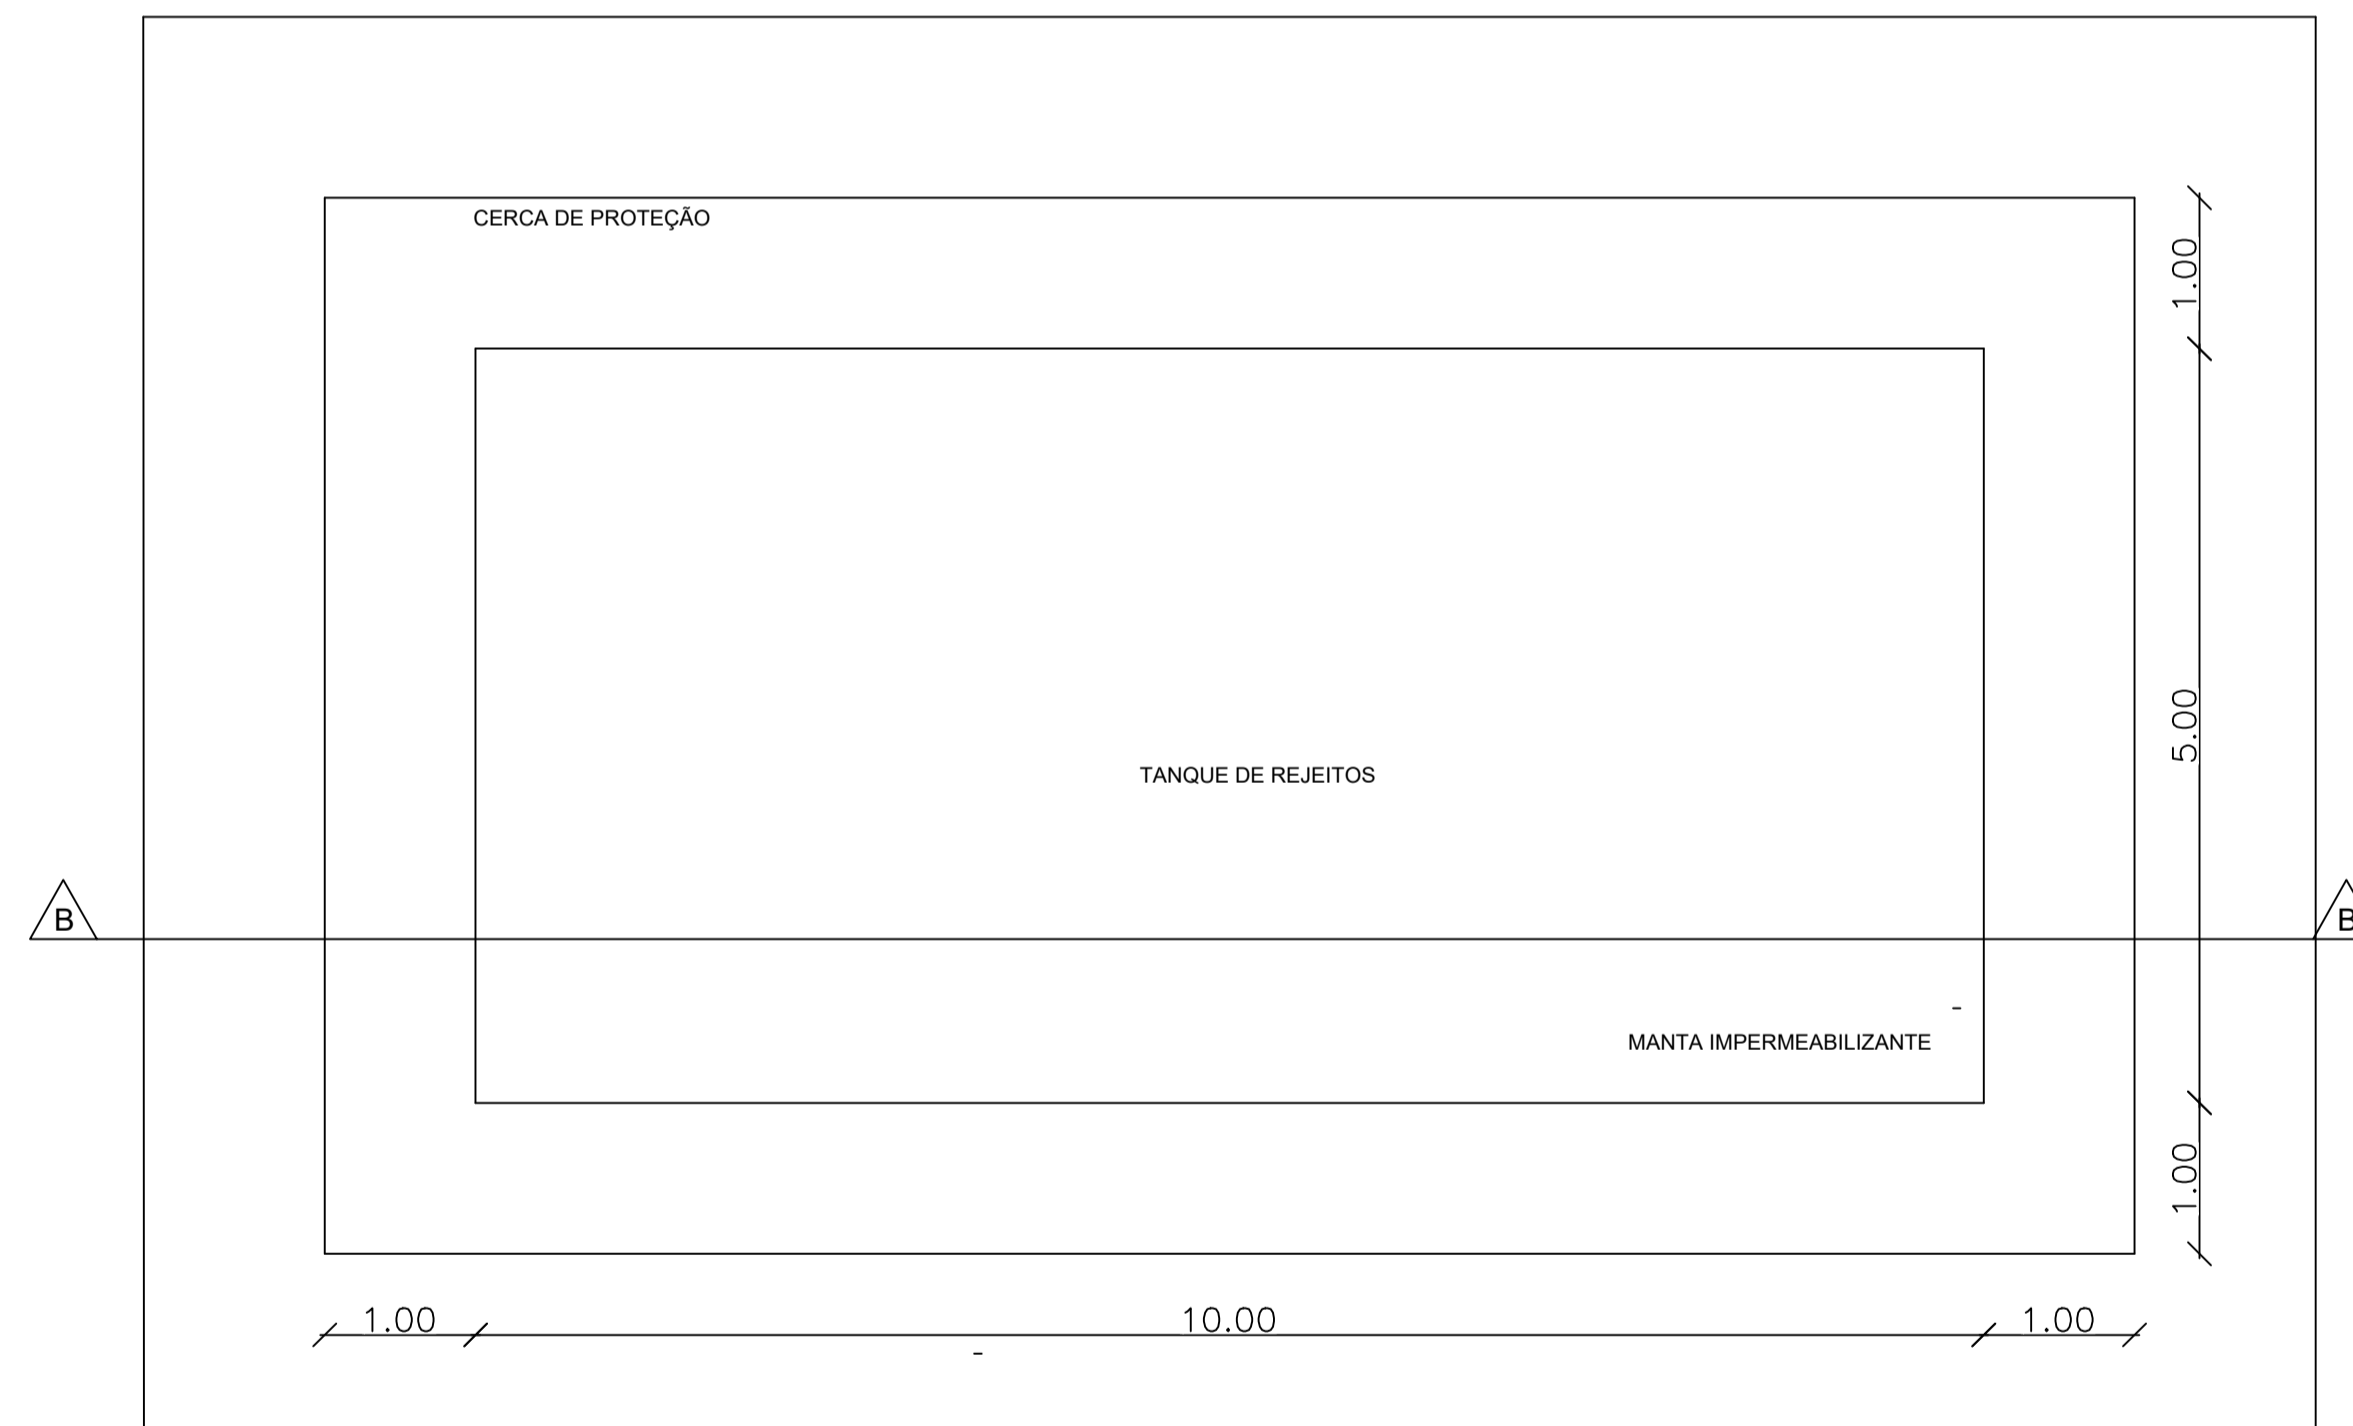 CERCA DE PROTEÇÃO
1.00
5.00
TANQUE DE REJEITOS
B
B
MANTA IMPERMEABILIZANTE
1.00
1.00
10.00
1.00